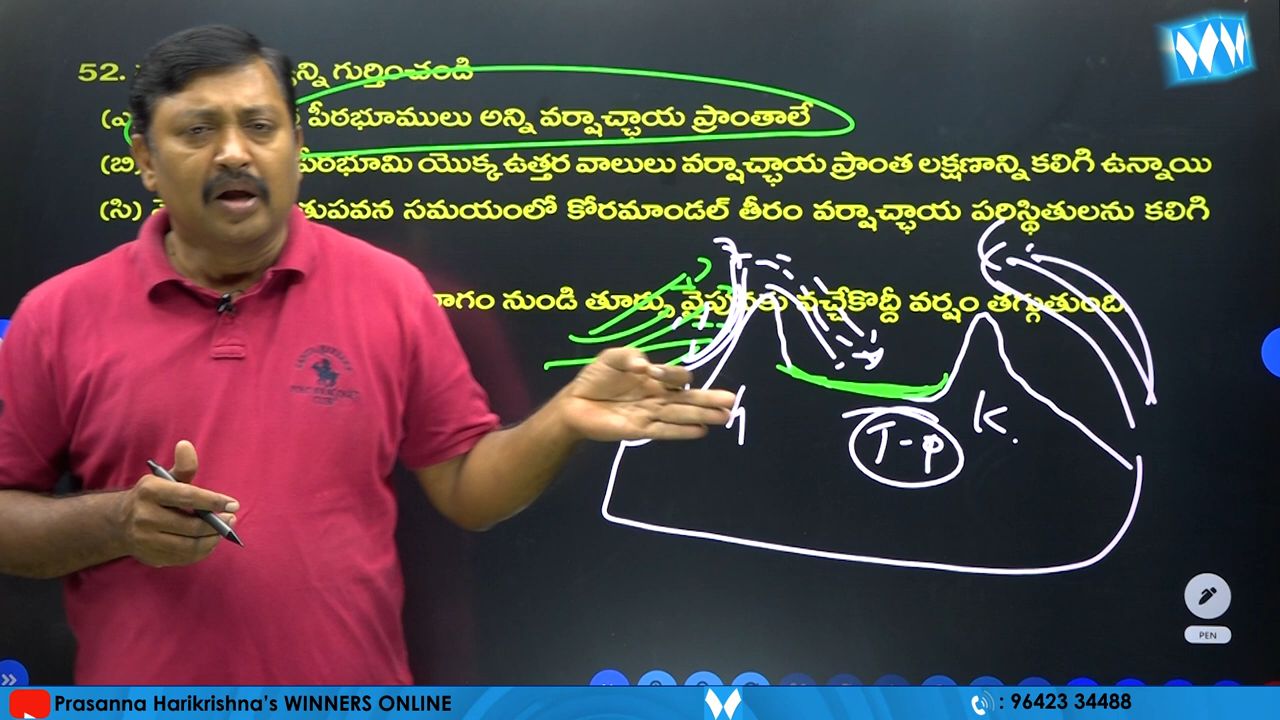 52. గుర్తించండి
పీఠభూములు అన్ని వర్షాచ్ఛాయ ప్రాంతాలే
(బి) పీఠభూమి యొక్క ఉత్తర వాలులు వర్షాచ్ఛాయ ప్రాంత లక్షణాన్ని కలిగి ఉన్నాయి
(సి) సమయంలో కోరమాండల్ తీరం వర్షాచ్ఛాయ పరిస్థితులను కలిగి
నుండి తూర్పు వైపునకు వచ్చేకొద్దీ వర్షం తగ్గుతుంది
K.
T-P
PEN
Prasanna Harikrishna's WINNERS ONLINE
: 96423 34488